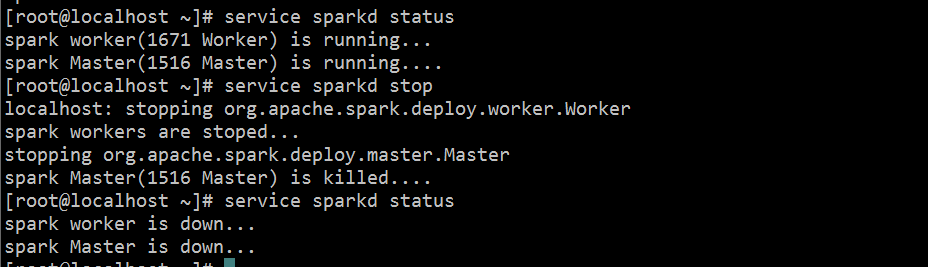 [root@localhost ~]# service sparkd status
spark worker(1671 Worker) is running...
spark Master(1516 Master) is running....
[root@localhost ~]# service sparkd stop
localhost: stopping org.apache.spark.deploy.worker.Worker
spark workers are stoped...
stopping org.apache.spark.deploy.master.Master
spark Master(1516 Master) is killed....
[root@localhost ~]# service sparkd status
spark worker is down...
spark Master is down...
[root@localhost ~]#